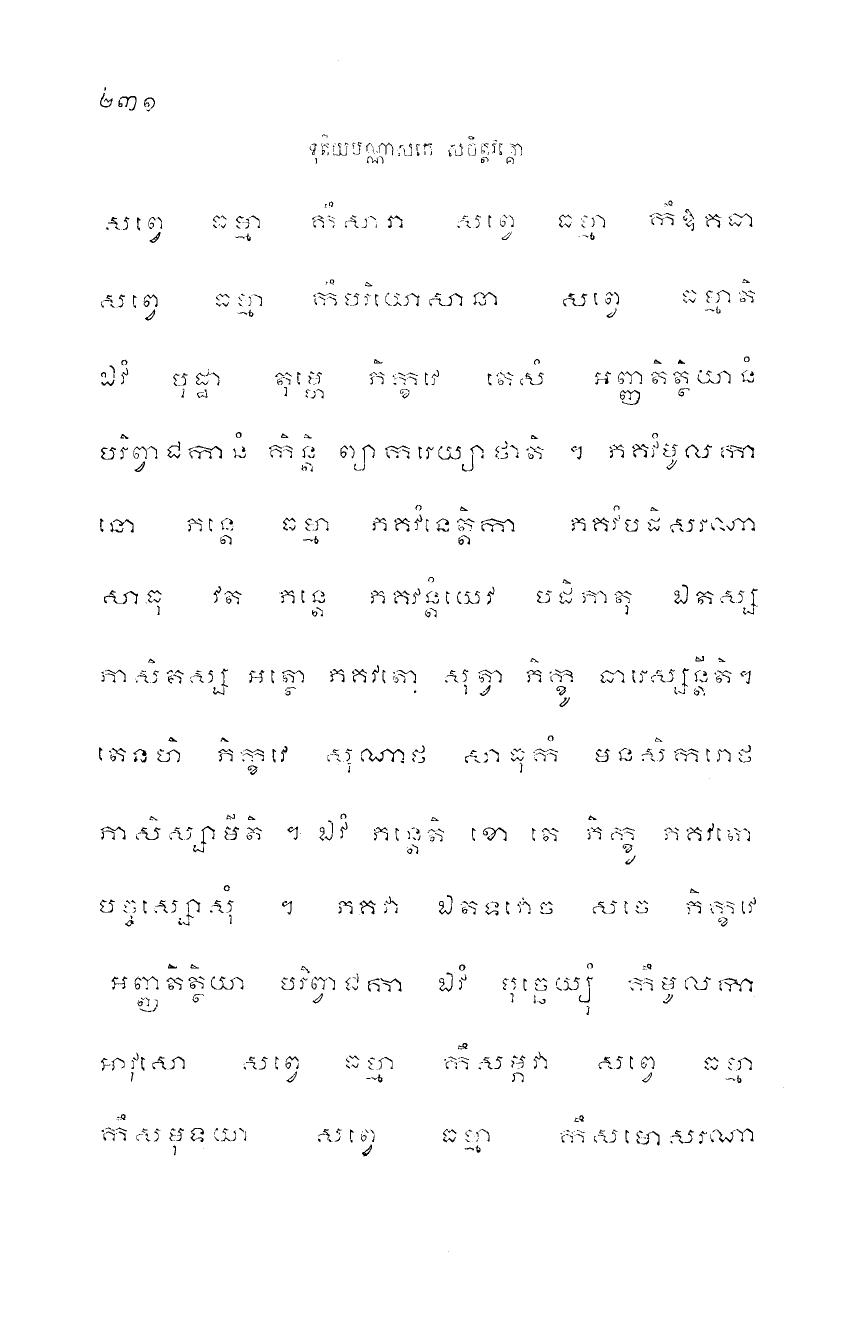 ២៣១
ទុតិយបណ្ណាសកេ សចិត្តវគ្គោ
សព្វេ ធម្មា កឹសារា សព្វេ ធម្មា កឹឱគធា
សព្វេ ធម្មា កឹបរិយោសានា សព្វេ ធម្មាតិ
ឯវំ បុដ្ឋា តុម្ហេ ភិក្ខវេ តេសំ អញ្ញតិត្ថិយានំ
បរិព្វាជកានំ កិន្តិ ព្យាករេយ្យាថាតិ ។ ភគវំមូលកា
នោ ភន្តេ ធម្មា ភគវំនេត្តិកា ភគវំបដិសរណា
សាធុ វត ភន្តេ ភគវន្តំយេវ បដិភាតុ ឯតស្ស
ភាសិតស្ស អត្ថោ ភគវតោ សុត្វា ភិក្ខូ ធារេស្សន្តីតិ។
តេនហិ ភិក្ខវេ សុណាថ សាធុកំ មនសិករោថ
ភាសិស្សាមីតិ ។ ឯវំ ភន្តេតិ ខោ តេ ភិក្ខូ ភគវតោ
បច្ចស្សោសុំ ។ ភគវា ឯតទវោច សចេ ភិក្ខវេ
អញ្ញតិត្ថិយា បរិព្វាជកា ឯវំ បុច្ឆេយ្យុំ កឹមូលកា
អាវុសោ សព្វេ ធម្មា កឹសម្ភវា សព្វេ ធម្មា
កឹសមុទយា សព្វេ ធម្មា កឹសមោសរណា